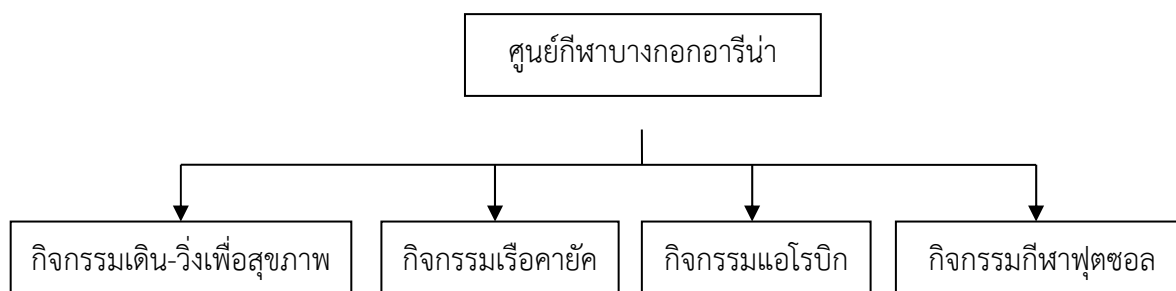 ศูนย์กีฬาบางกอกอารีน่า
กิจกรรมเดิน-วิ่งเพื่อสุขภาพ
กิจกรรมเรือคายัค
กิจกรรมแอโรบิก
กิจกรรมกีฬาฟุตซอล